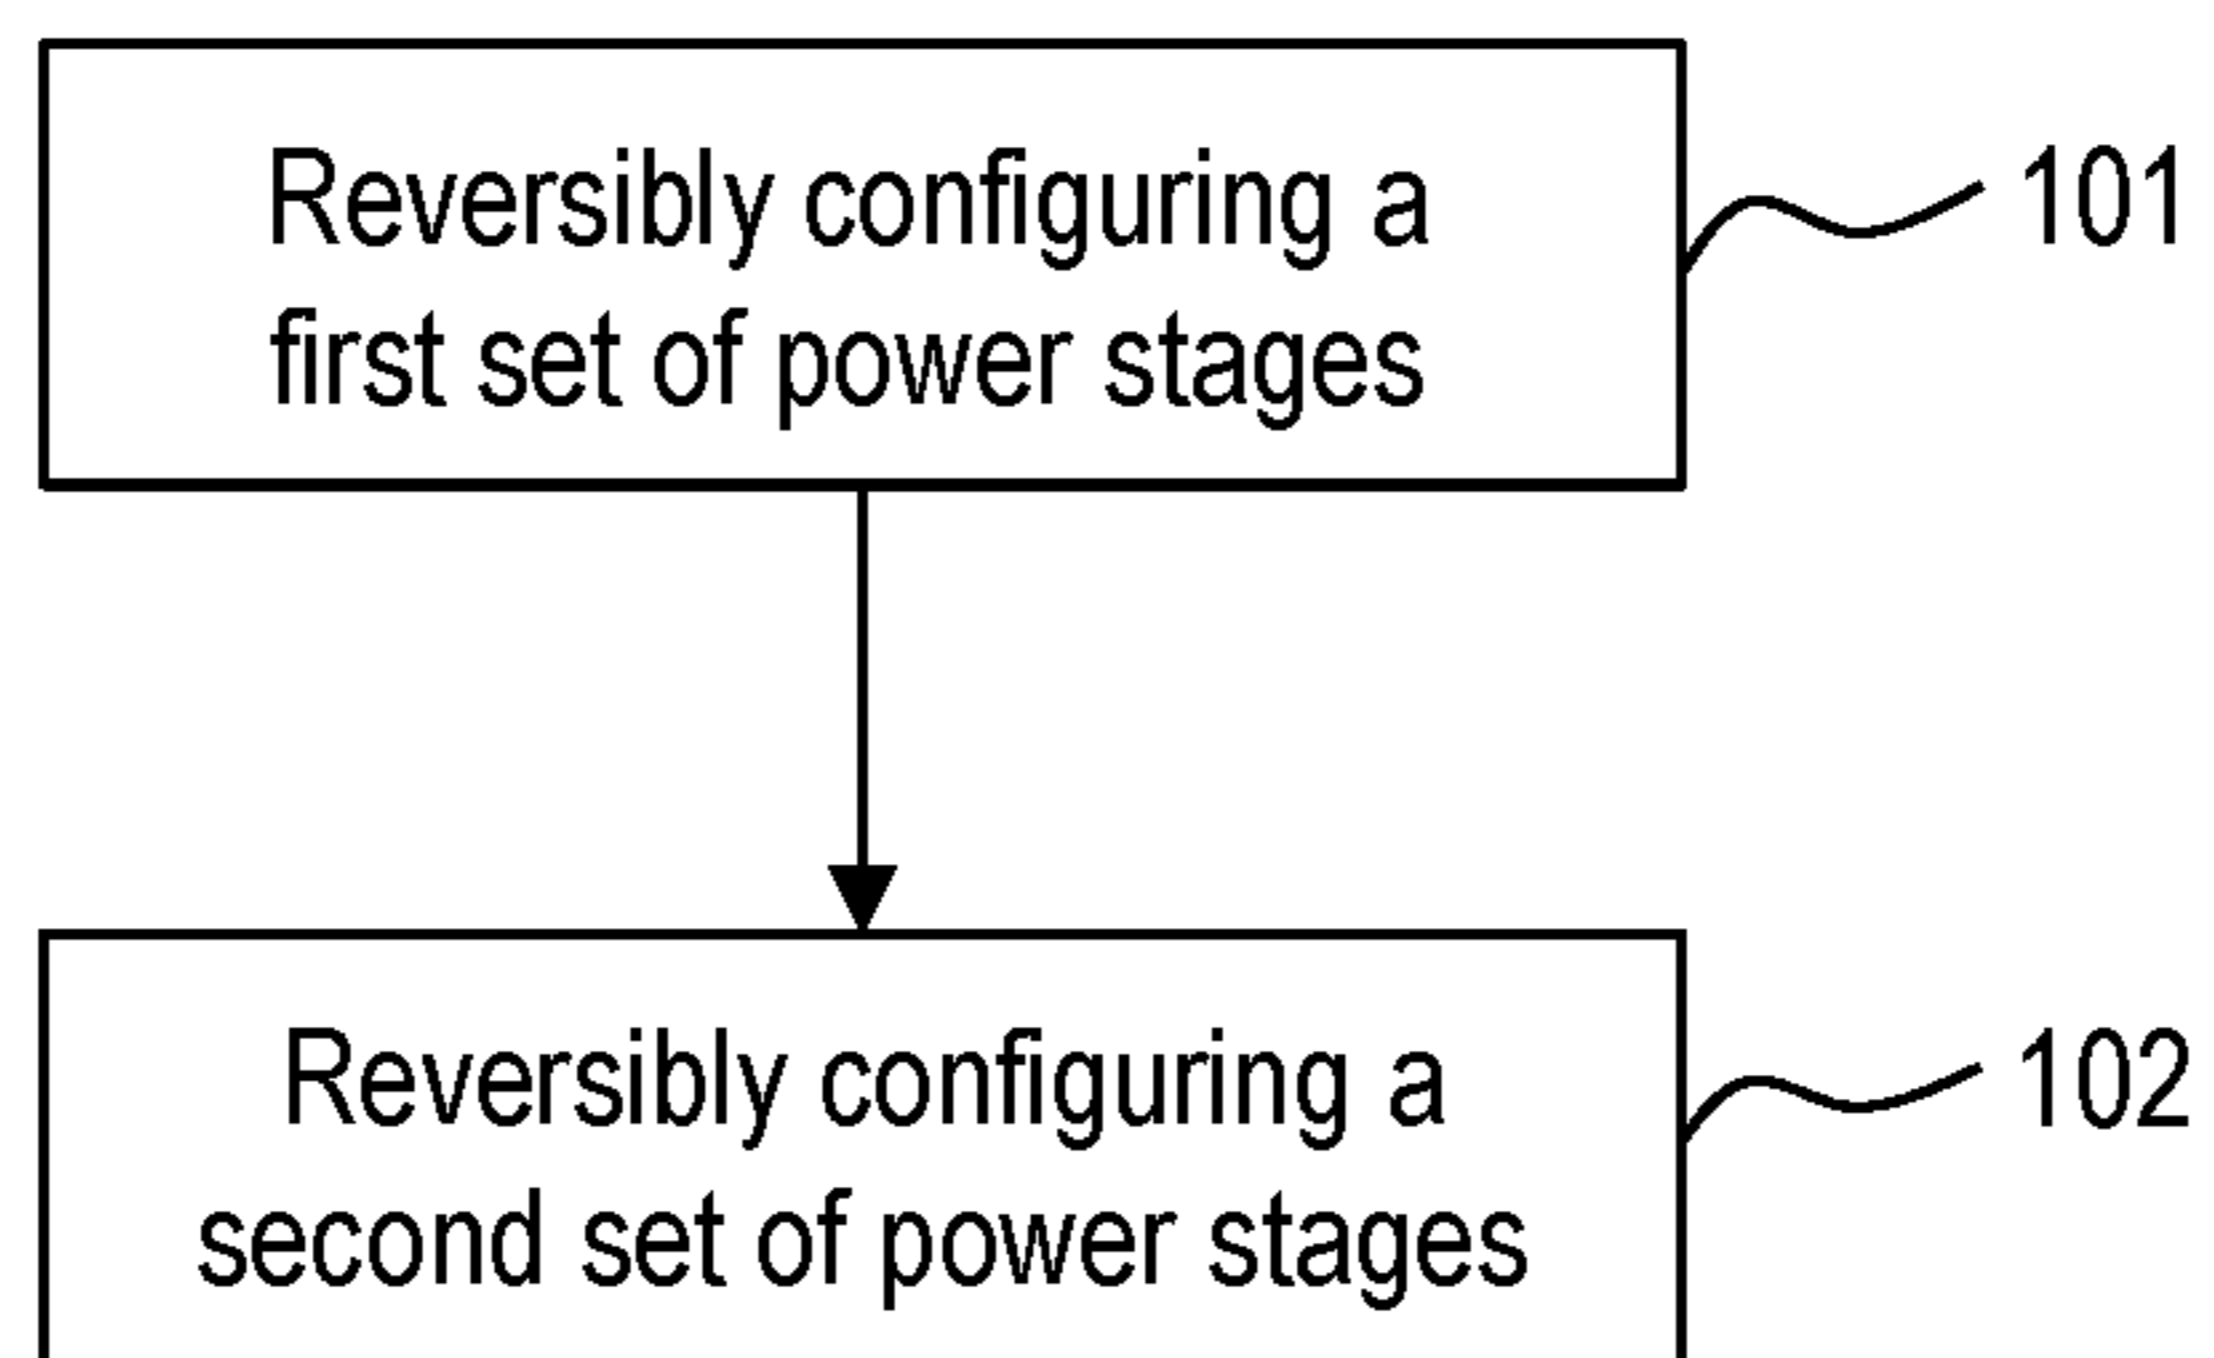 Reversibly configuring a
first set of power stages
101
Reversibly configuring a
second set of power stages
102